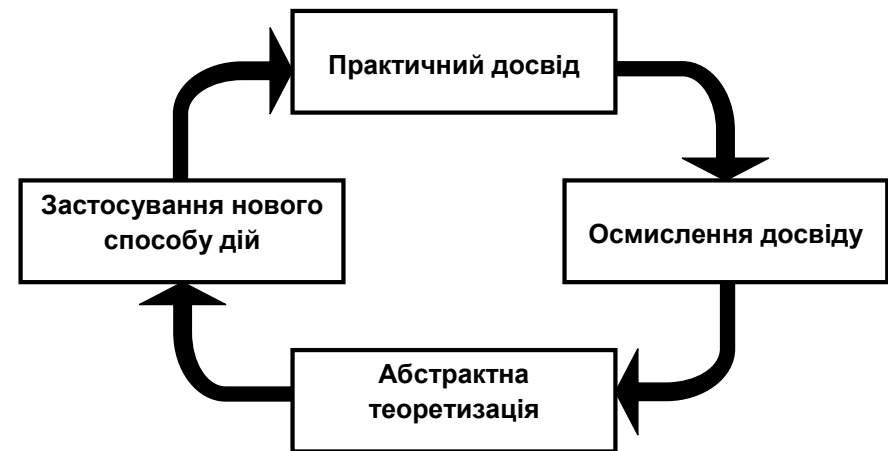 Практичний досвід
Застосування нового
способу дій
Осмислення досвіду
Абстрактна
теоретизація